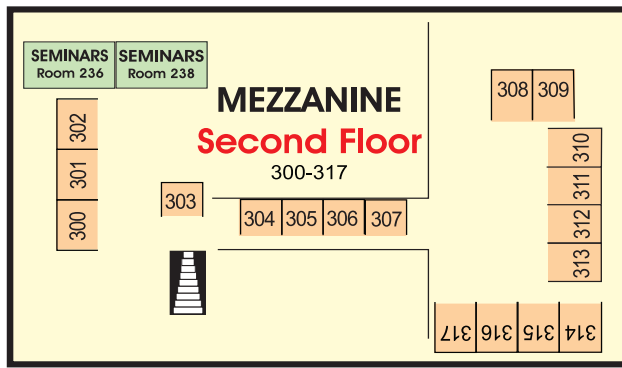 SEMINARS
Room 236
SEMINARS
Room 238
MEZZANINE
Second Floor
300-317
302
301
300
303
304 305 306 307
308 309
310
311
312
313
317 316 315 314